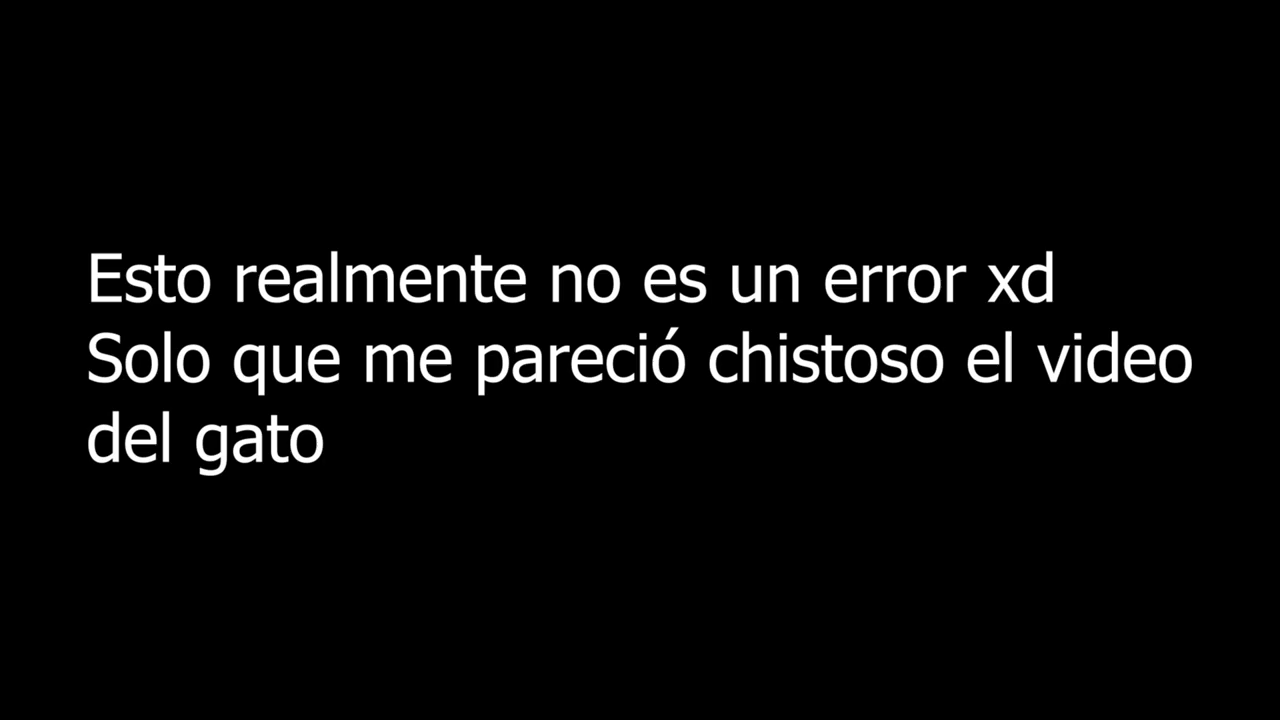 Esto realmente no es un error xd
Solo que me pareció chistoso el video
del gato